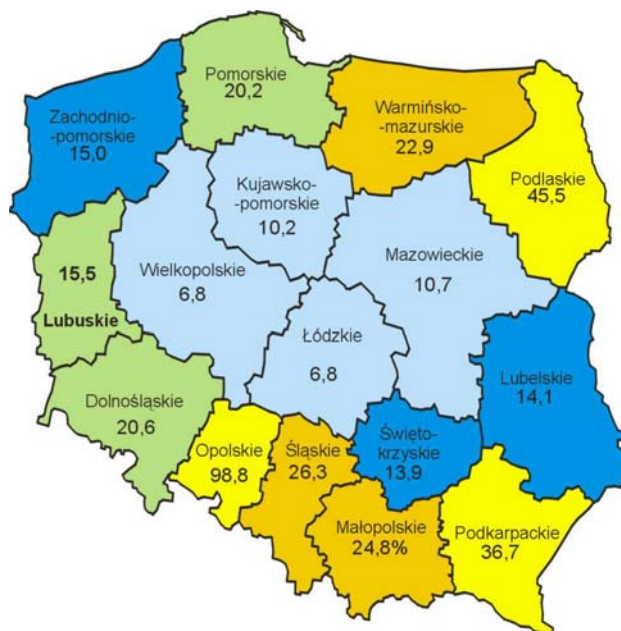 Pomorskie
20,2
Zachodnio-
-pomorskie
15,0
Warmińsko-
-mazurskie
22,9
Podlaskie
45,5
Kujawsko-
-pomorskie
10,2
Mazowieckie
10,7
Wielkopolskie
6,8
15,5
Lubuskie
Łódzkie
6,8
Lubelskie
14,1
Dolnośląskie
20,6
Opolskie
98,8
Śląskie
26,3
Święto-
krzyskie
13,9
Małopolskie
24,8%
Podkarpackie
36,7